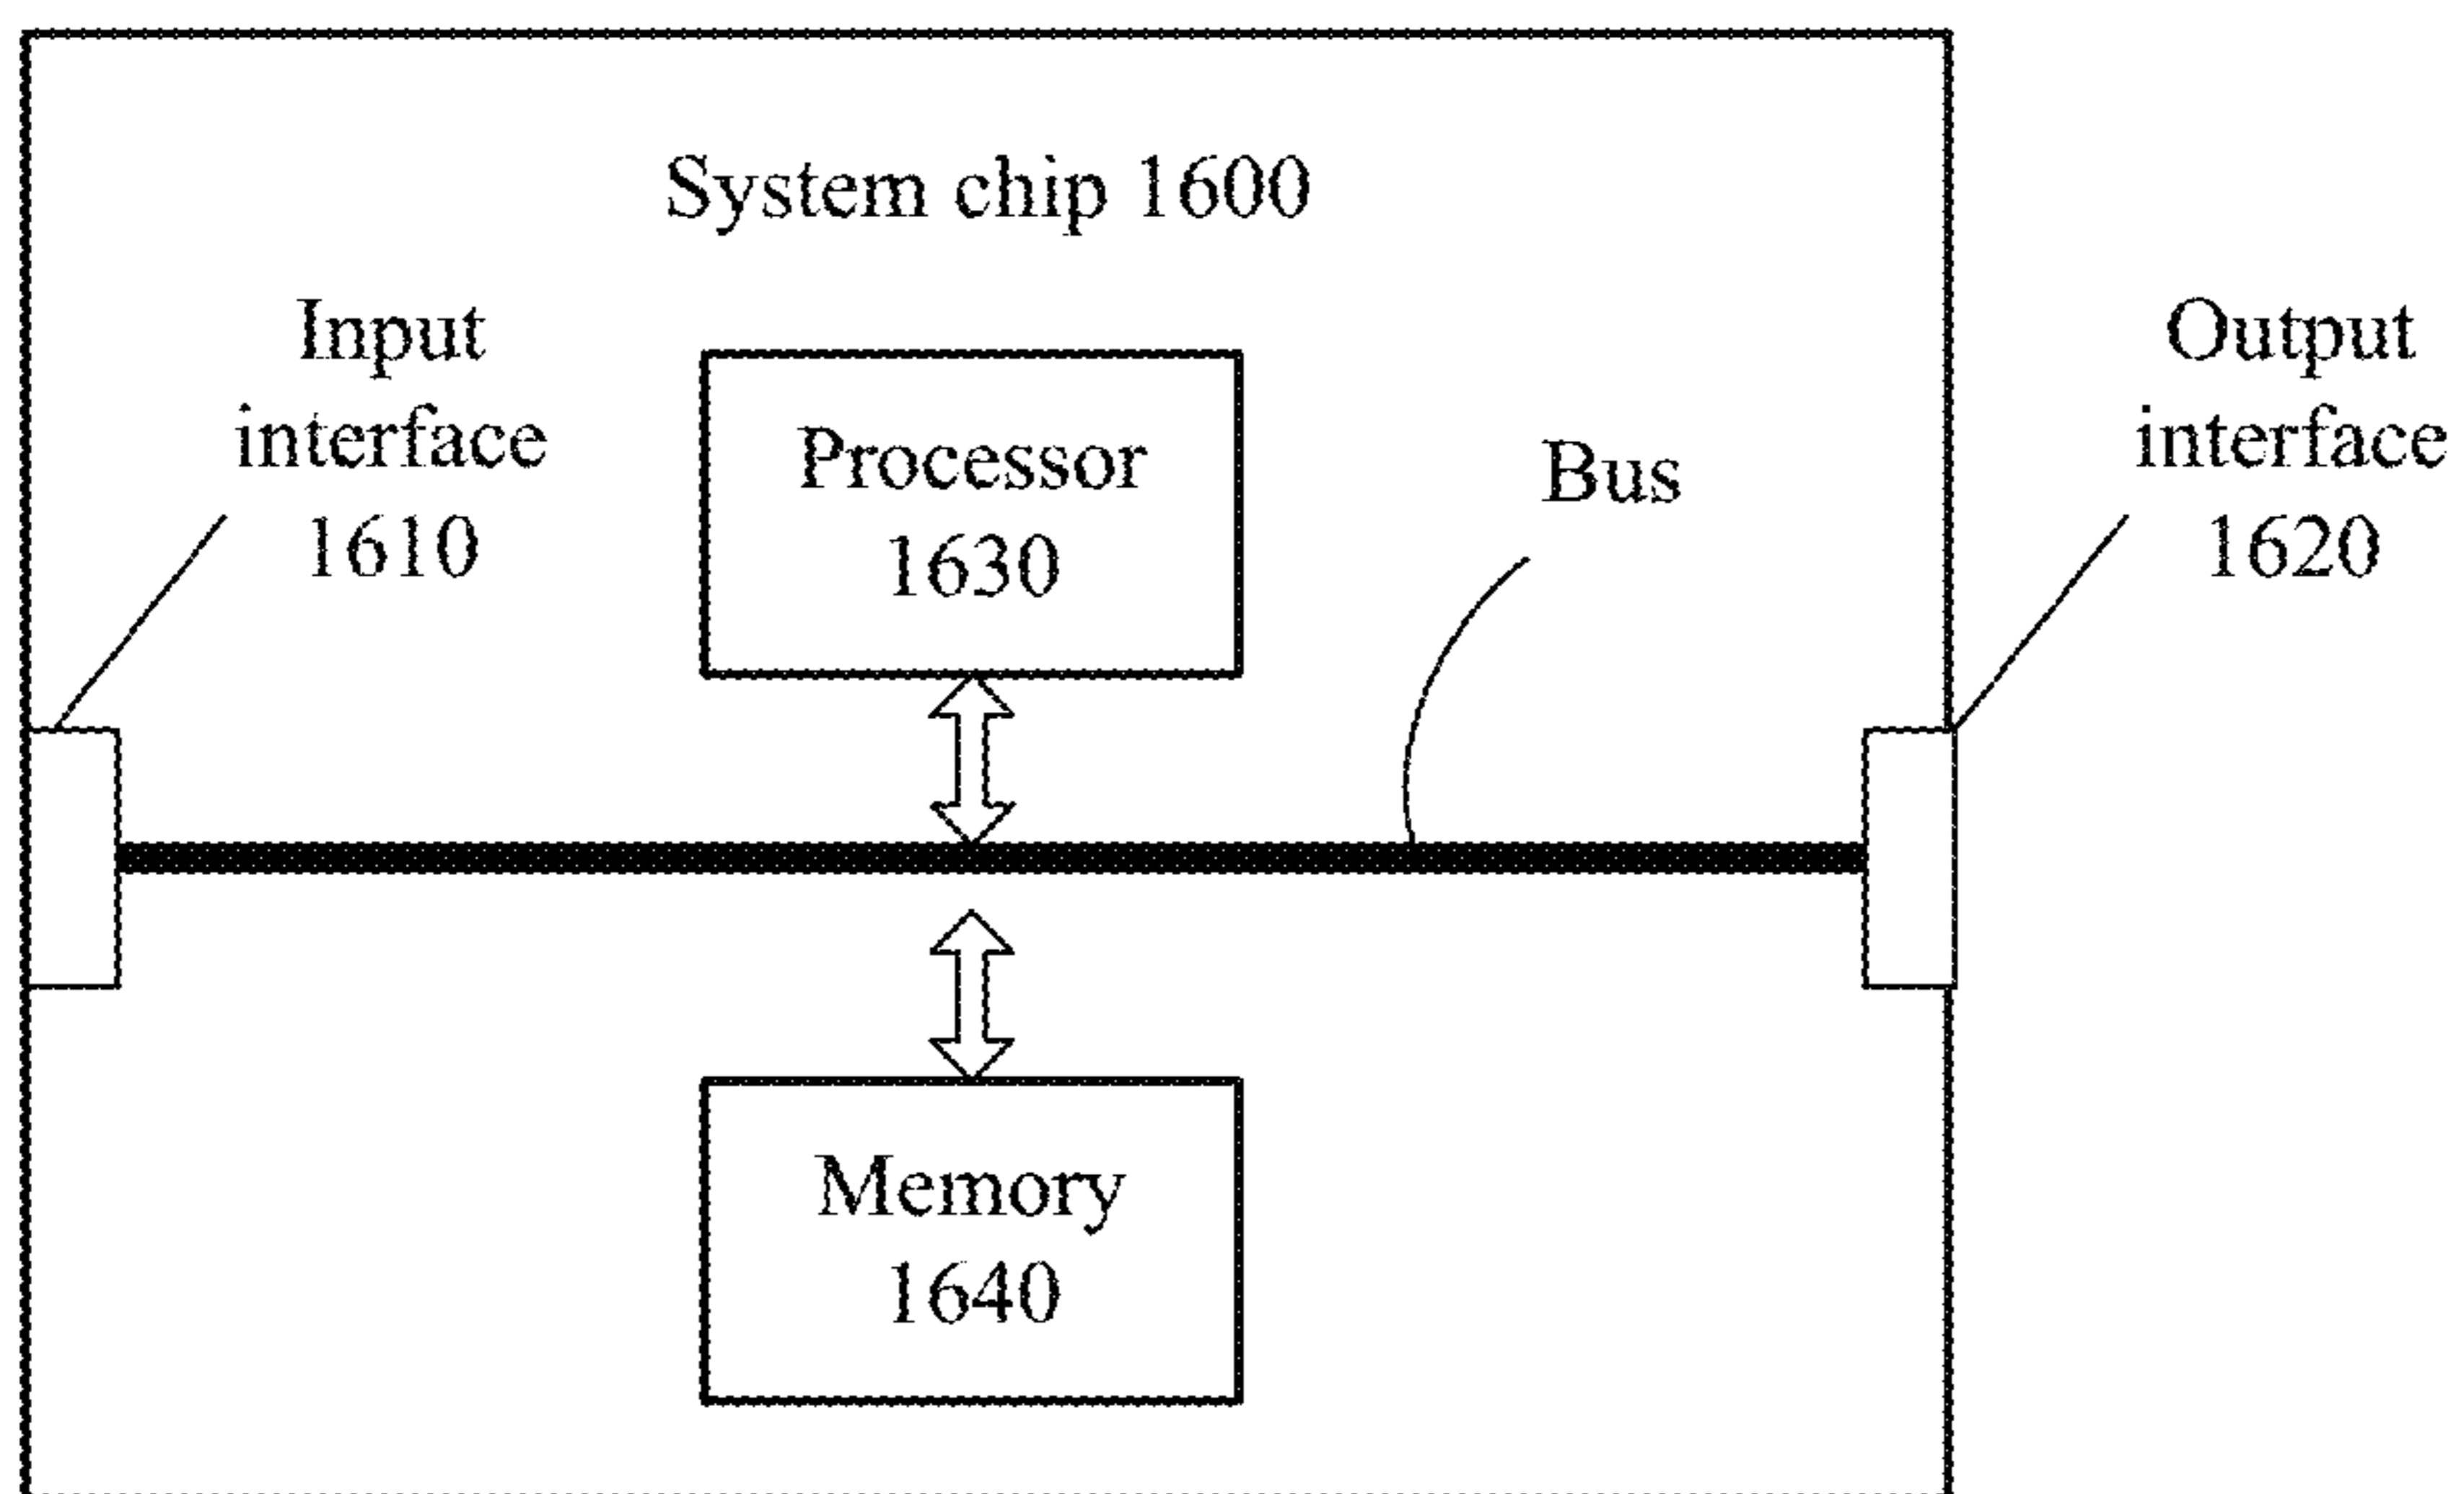 System chip 1600
Input
interface
1610
Processor
1630
Bus
Output
interface
1620
Memory
1640